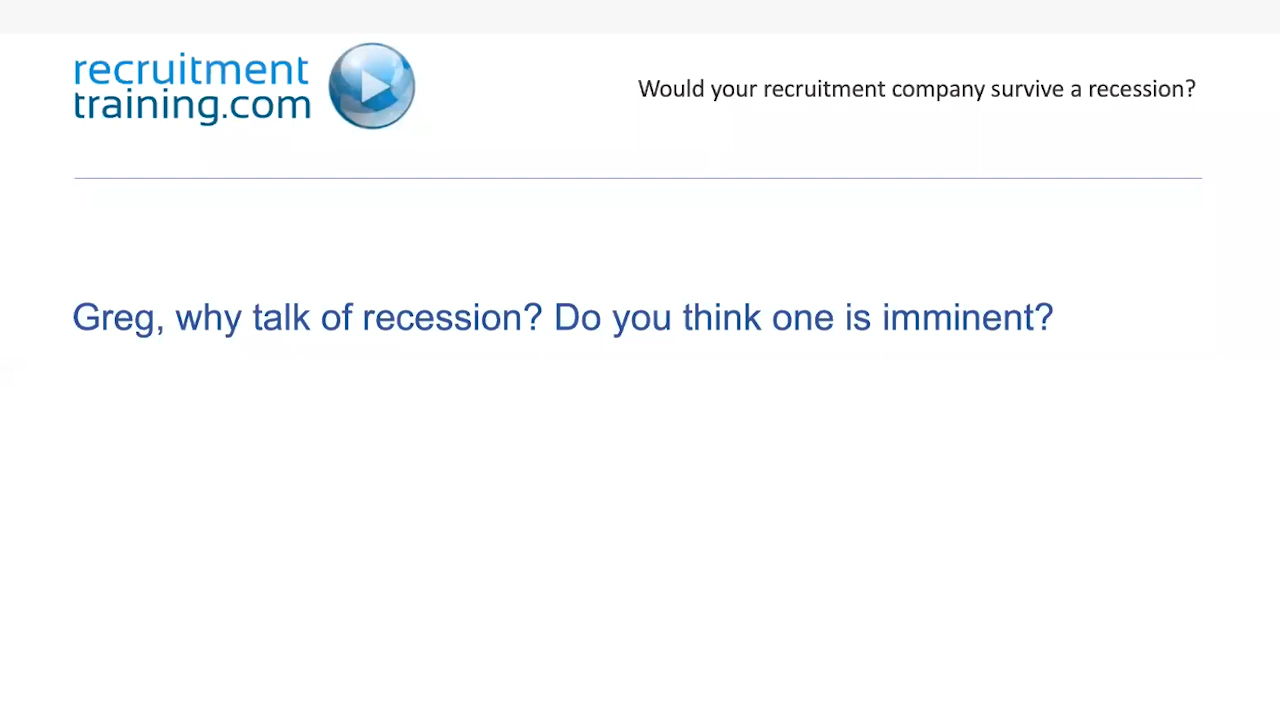 recruitment
training.com
Would your recruitment company survive a recession?
Greg, why talk of recession? Do you think one is imminent?